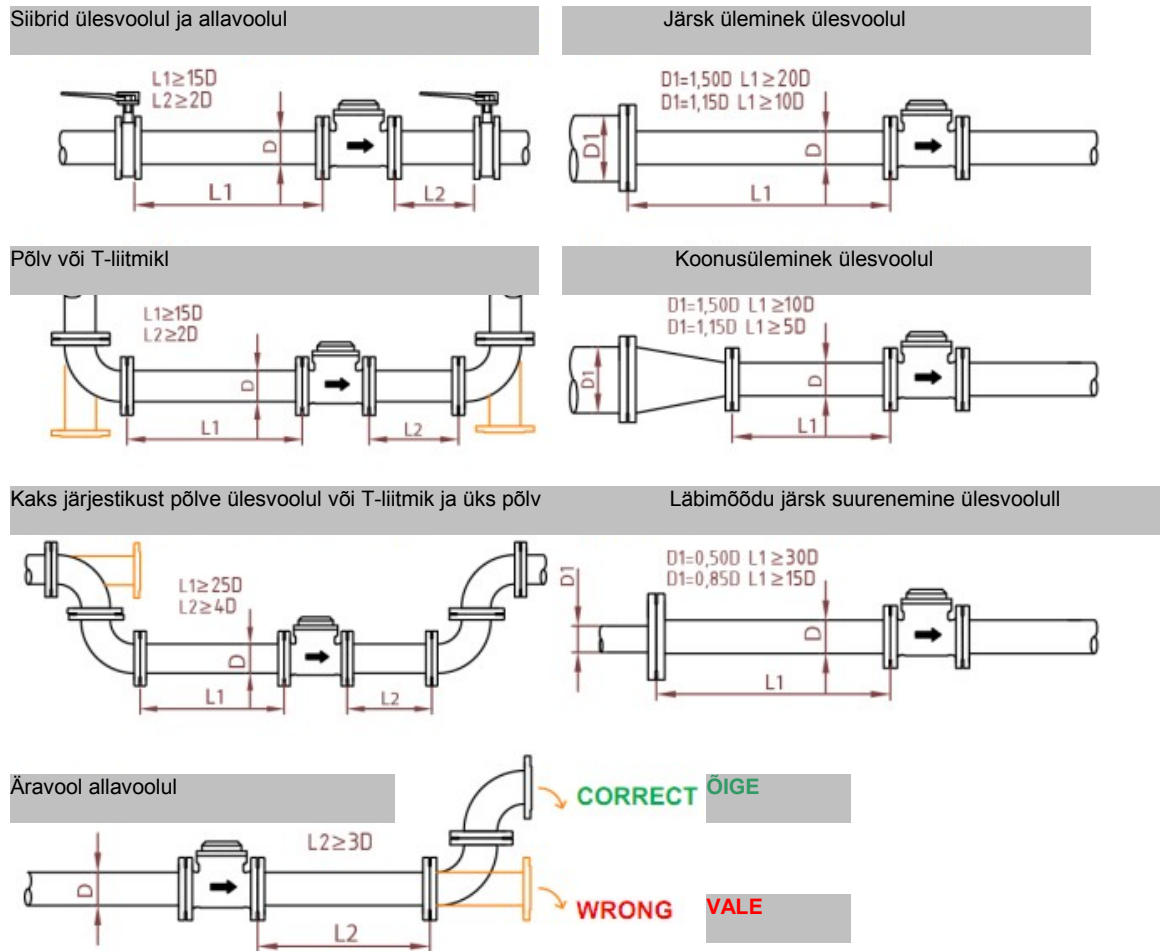 Siibrid ülesvoolul ja allavoolul
L1≥15D
L2≥2D
D
L1
L2
Järsk üleminek ülesvoolul
D1=1,50D L1≥20D
D1=1,15D L1≥10D
D1
D
L1
Põlv või T-liitmikl
L1≥15D
L2≥2D
D
L1
L2
Koonusüleminek ülesvoolul
D1=1,50D L1≥10D
D1=1,15D L1≥5D
D1
D
L1
Kaks järjestikust põlve ülesvoolul või T-liitmik ja üks põlv
L1≥25D
L2≥4D
D
L1
L2
Läbimõõdu järsk suurenemine ülesvoolull
D1=0,50D L1≥30D
D1=0,85D L1≥15D
D1
D
L1
Äravool allavoolul
L2≥3D
D
L2
CORRECT ÕIGE
WRONG VALE